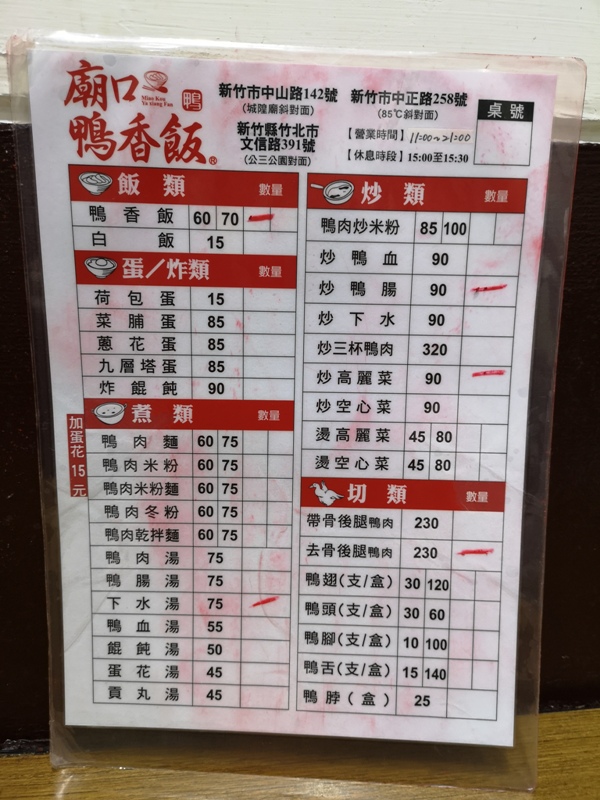 廟口
Miao Kou
Ya xiang Fan
鴨
鴨香飯®
新竹市中山路142號
(城隍廟斜對面)
新竹縣竹北市
文信路391號
(公三公園對面)
新竹市中正路258號
(85℃斜對面)
【營業時間】11:00~21:00
【休息時段】15:00至15:30
桌號
飯類 數量
鴨香飯 60 70
白飯 15
蛋/炸類 數量
荷包蛋 15
菜脯蛋 85
蔥花蛋 85
九層塔蛋 85
炸餛飩 90
煮類 數量
加蛋花15元
鴨肉麵 60 75
鴨肉米粉 60 75
鴨肉米粉麵 60 75
鴨肉冬粉 60 75
鴨肉乾拌麵 60 75
鴨肉湯 75
鴨腸湯 75
下水湯 75
鴨血湯 55
餛飩湯 50
蛋花湯 45
貢丸湯 45
炒類 數量
鴨肉炒米粉 85 100
炒鴨血 90
炒鴨腸 90
炒下水 90
炒三杯鴨肉 320
炒高麗菜 90
炒空心菜 90
燙高麗菜 45 80
燙空心菜 45 80
切類 數量
帶骨後腿鴨肉 230
去骨後腿鴨肉 230
鴨翅(支/盒) 30 120
鴨頭(支/盒) 30 60
鴨腳(支/盒) 10 100
鴨舌(支/盒) 15 140
鴨脖(盒) 25